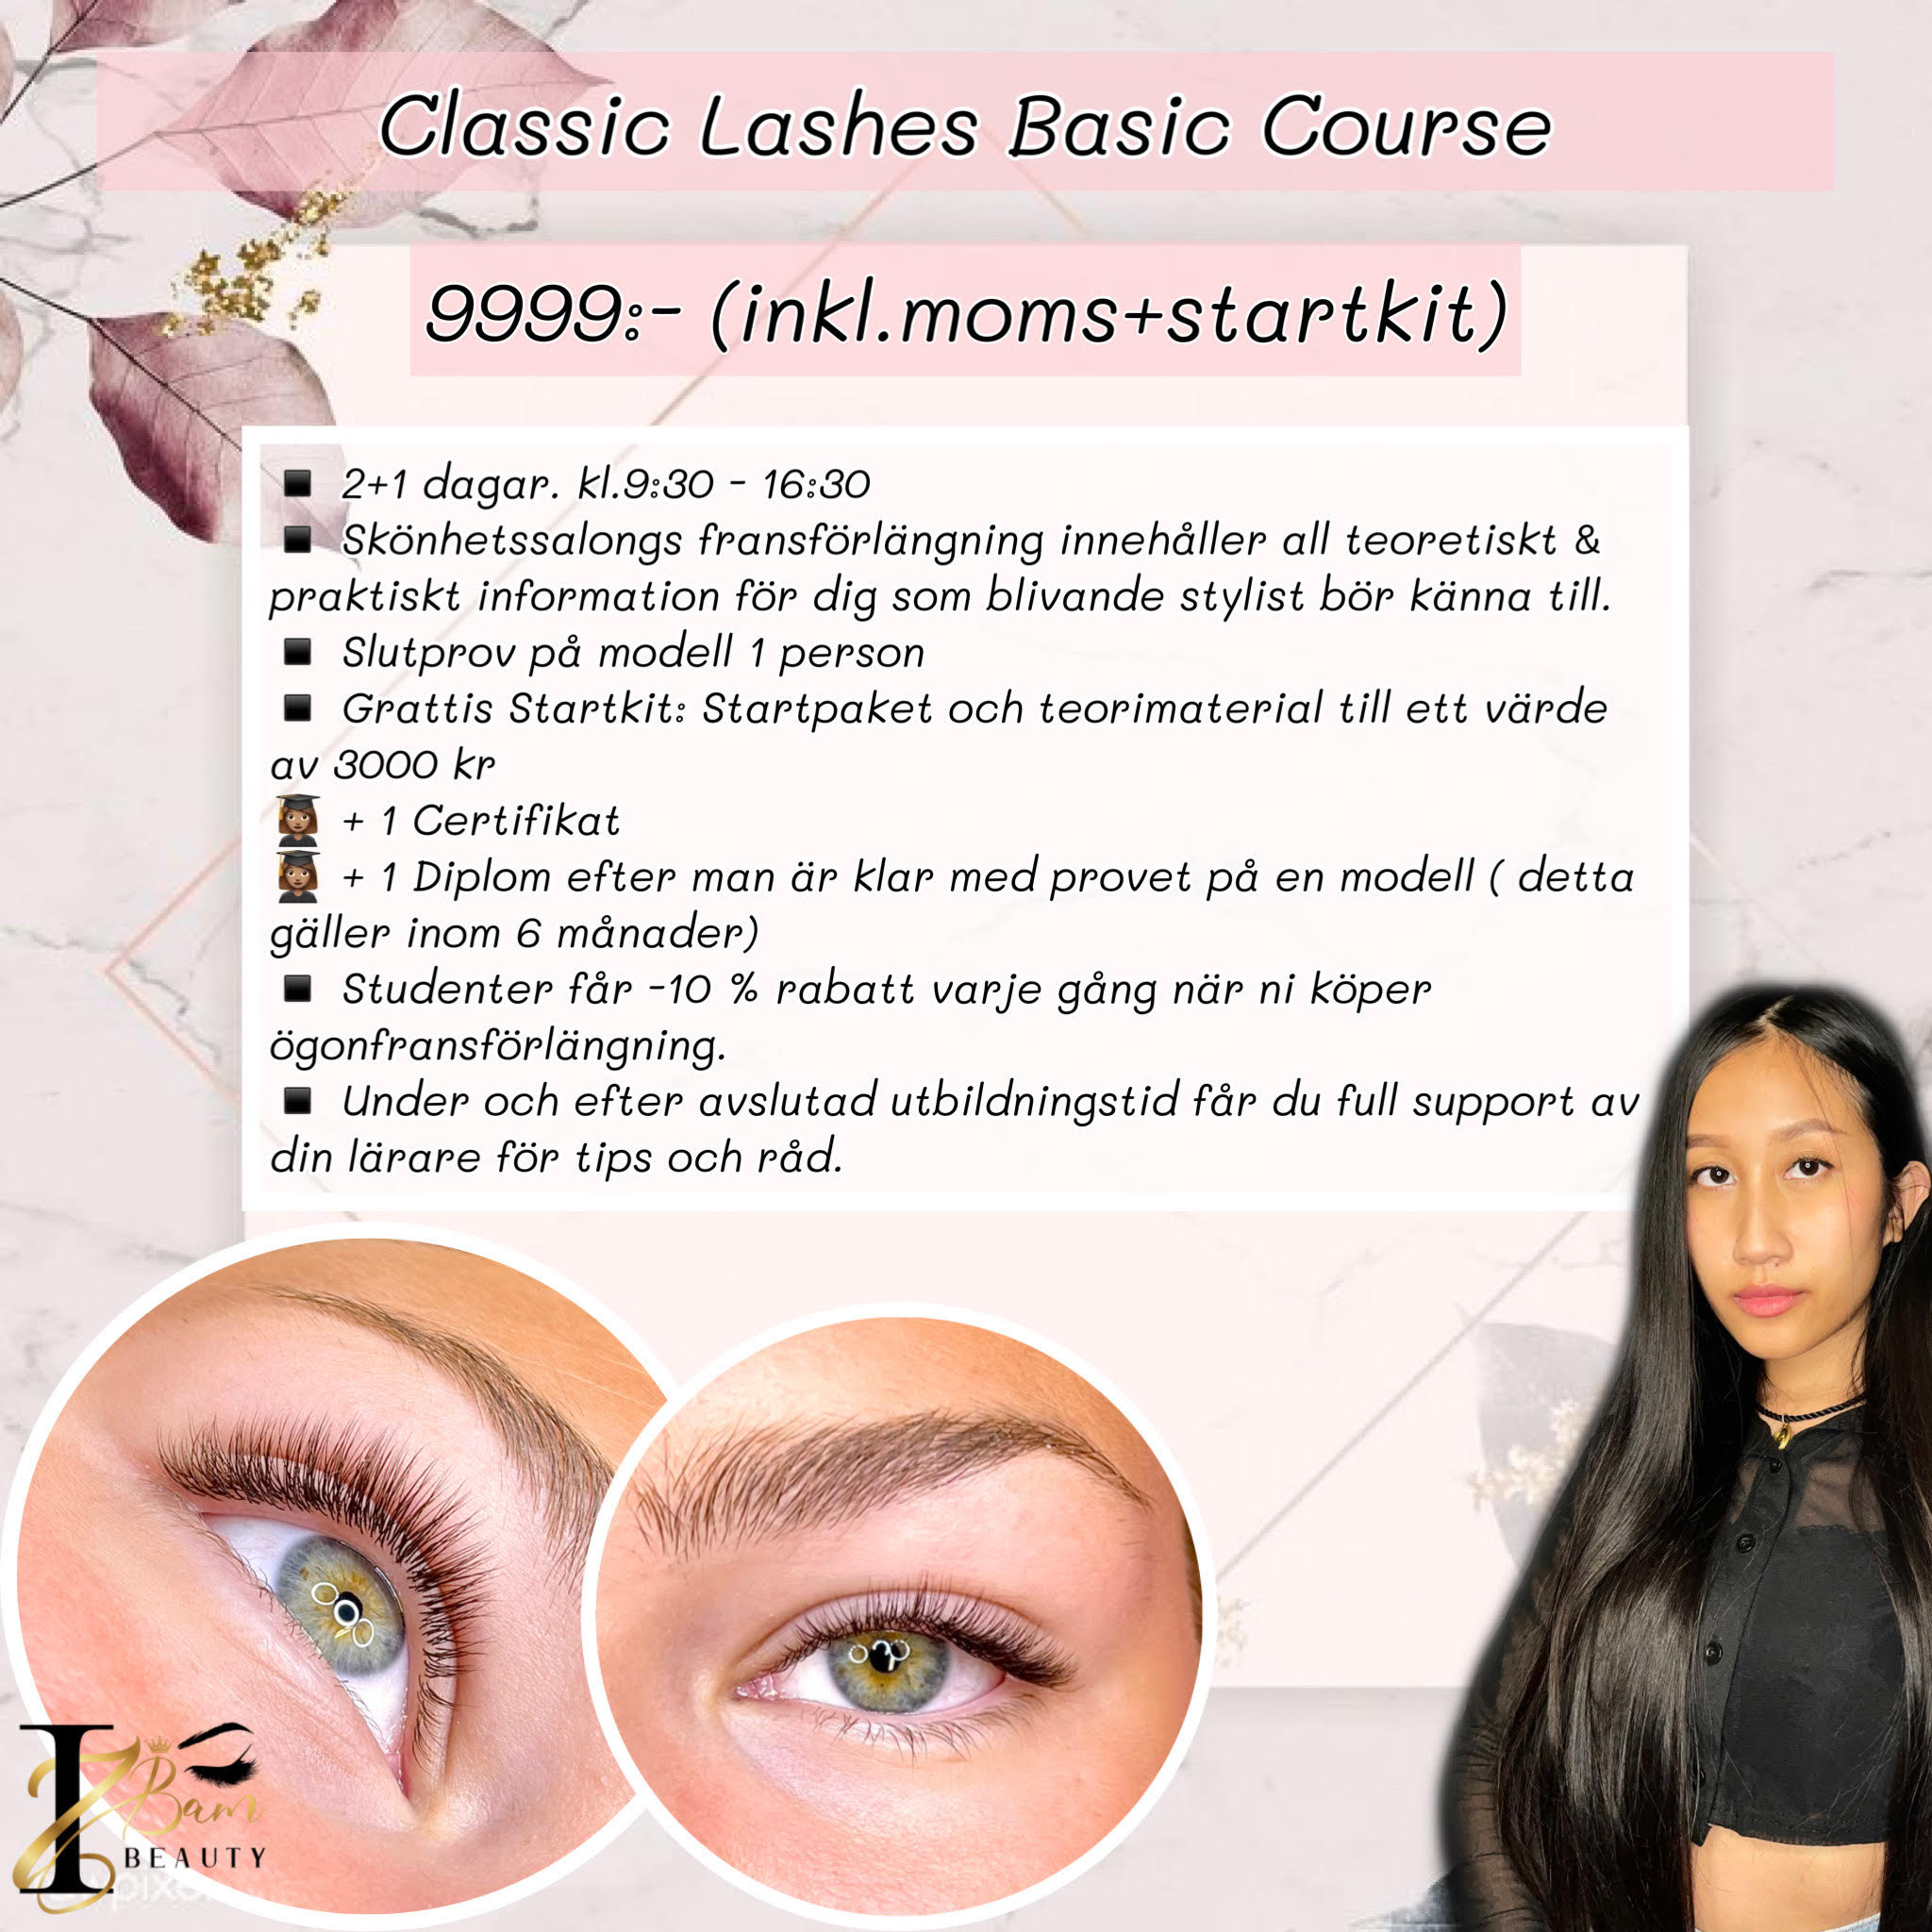 Classic Lashes Basic Course
9999:- (inkl.moms+startkit)
▪️ 2+1 dagar. kl.9:30 - 16:30
▪️ Skönhetssalongs fransförlängning innehåller all teoretiskt &
praktiskt information för dig som blivande stylist bör känna till.
▪️ Slutprov på modell 1 person
▪️ Grattis Startkit: Startpaket och teorimaterial till ett värde
av 3000 kr
👩🏽‍🎓 + 1 Certifikat
👩🏽‍🎓 + 1 Diplom efter man är klar med provet på en modell ( detta
gäller inom 6 månader)
▪️ Studenter får -10 % rabatt varje gång när ni köper
ögonfransförlängning.
▪️ Under och efter avslutad utbildningstid får du full support av
din lärare för tips och råd.
Bam
BEAUTY